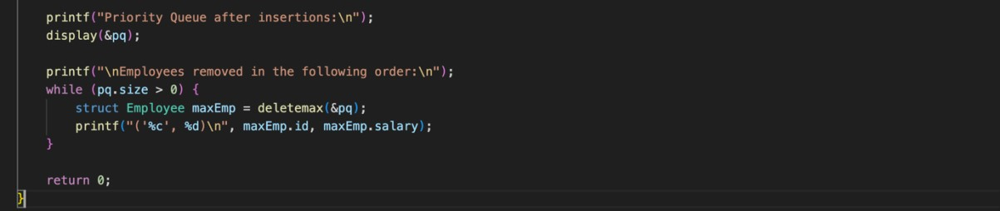 printf("Priority Queue after insertions:\n");
display(&pq);
printf("\nEmployees removed in the following order:\n");
while (pq.size > 0) {
struct Employee maxEmp = deletemax(&pq);
printf("('%c', %d)\n", maxEmp.id, maxEmp.salary);
}
return 0;
}